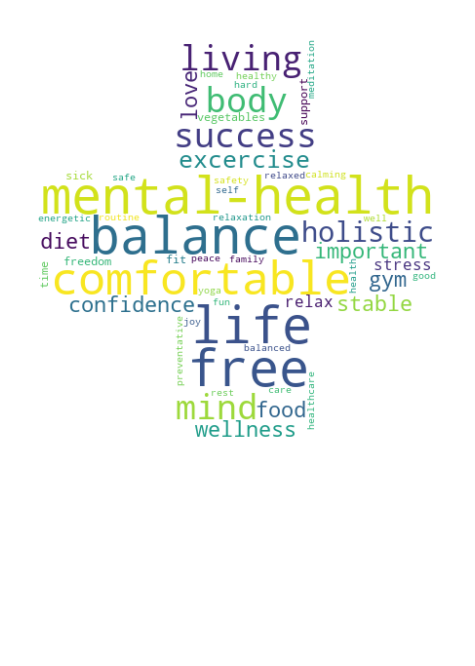 living
meditation
home
healthy
love
hard
body
support
vegetables
success
excercise
sick
safe
safety
relaxed
calming
mental-health
self
energetic
routine
relaxation
well
balance
holistic
diet
important
freedom
fit
peace
family
stress
time
comfortable
health
gym
good
confidence
yoga
fun
relax
stable
life
joy
preventative
balanced
free
rest
care
healthcare
mind
food
wellness